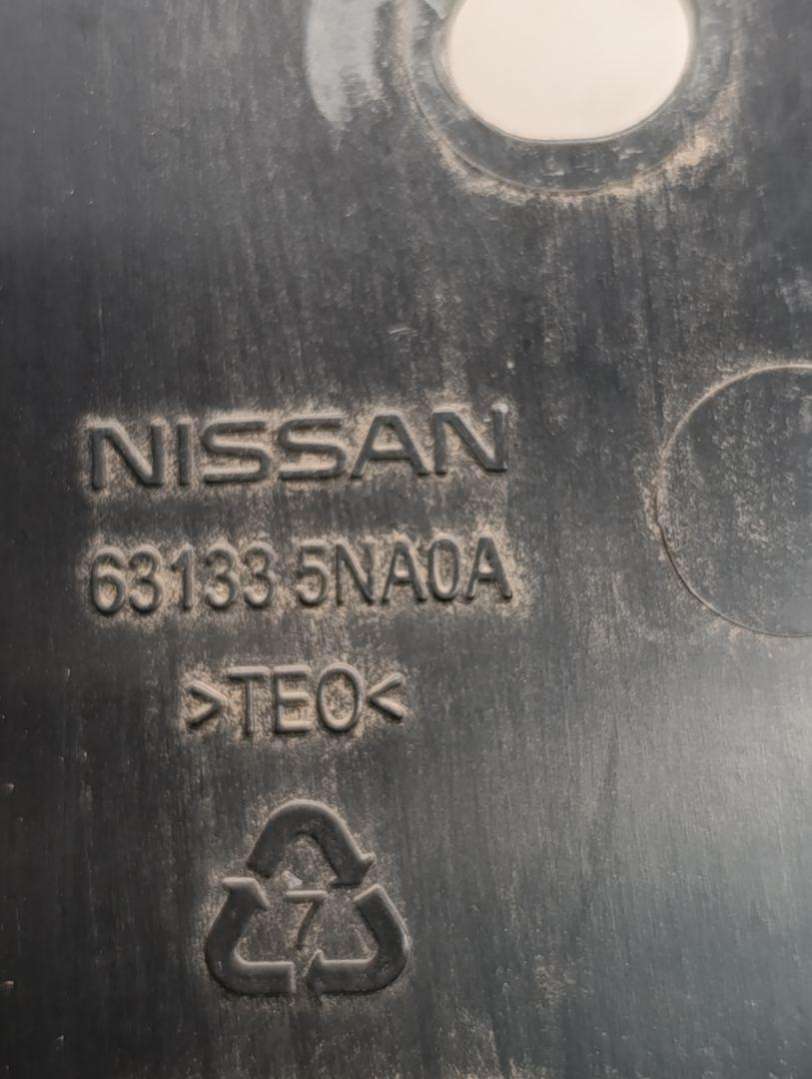 NISSAN
63133 5NA0A
>TEO<
7